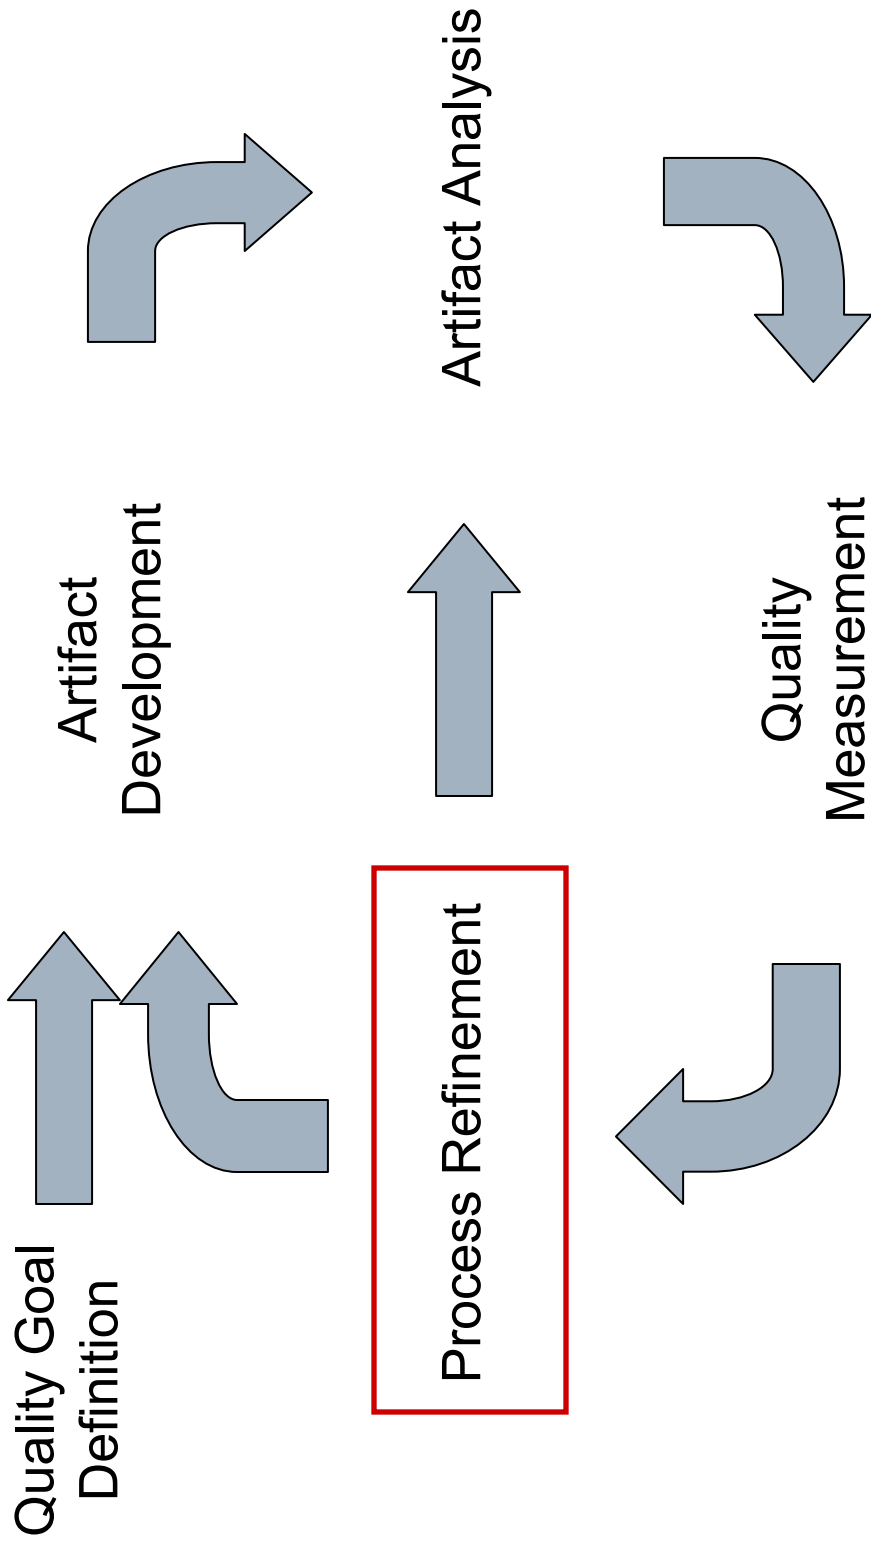 Quality Goal
Definition
Artifact
Development
Process Refinement
Artifact Analysis
Quality
Measurement